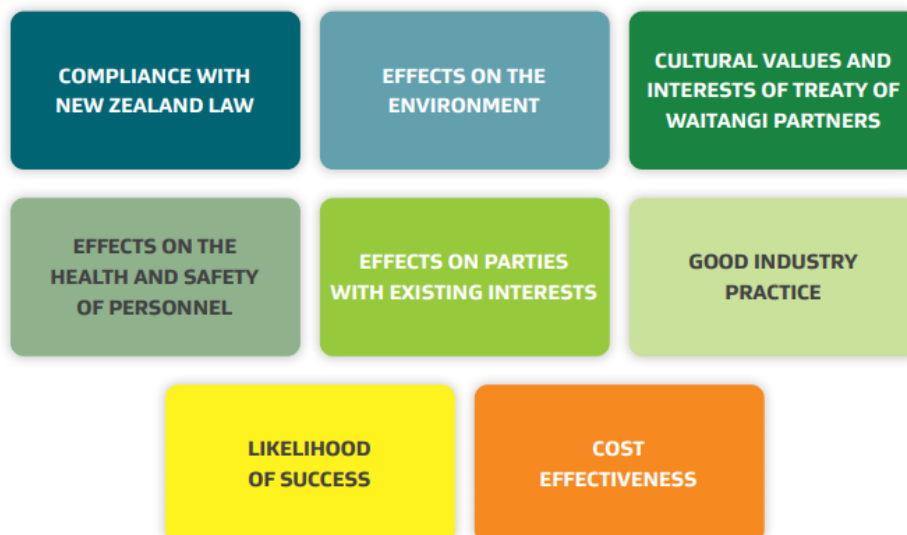 COMPLIANCE WITH
NEW ZEALAND LAW
EFFECTS ON THE
ENVIRONMENT
CULTURAL VALUES AND
INTERESTS OF TREATY OF
WAITANGI PARTNERS
EFFECTS ON THE
HEALTH AND SAFETY
OF PERSONNEL
EFFECTS ON PARTIES
WITH EXISTING INTERESTS
GOOD INDUSTRY
PRACTICE
LIKELIHOOD
OF SUCCESS
COST
EFFECTIVENESS